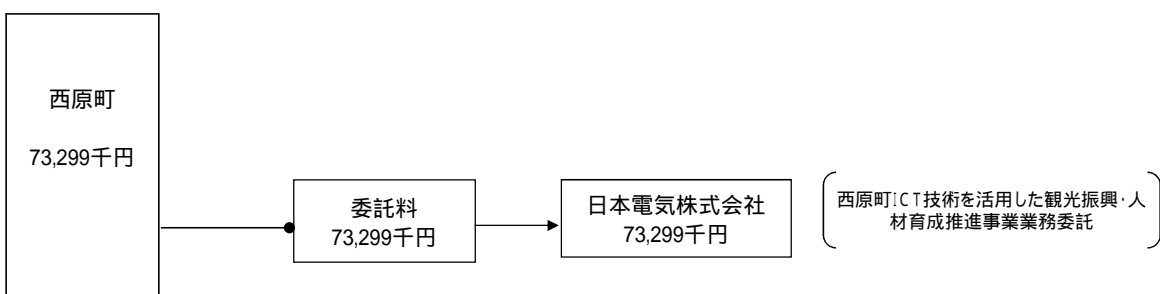 西原町
73,299千円
委託料
73,299千円
日本電気株式会社
73,299千円
西原町ICT技術を活用した観光振興・人
材育成推進事業業務委託